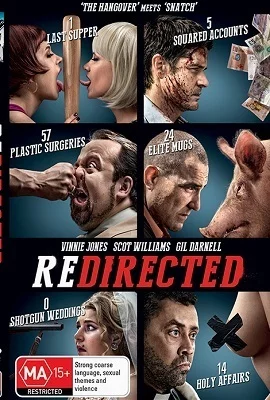 'THE HANGOVER' MEETS 'SNATCH'
1
LAST SUPPER
5
SQUARED ACCOUNTS
57
PLASTIC SURGERIES
24
ELITE MUGS
VINNIE JONES SCOT WILLIAMS GIL DARNELL
REDIRECTED
0
SHOTGUN WEDDINGS
14
HOLY AFFAIRS
MA 15+
RESTRICTED
Strong coarse
language, sexual
themes and
violence